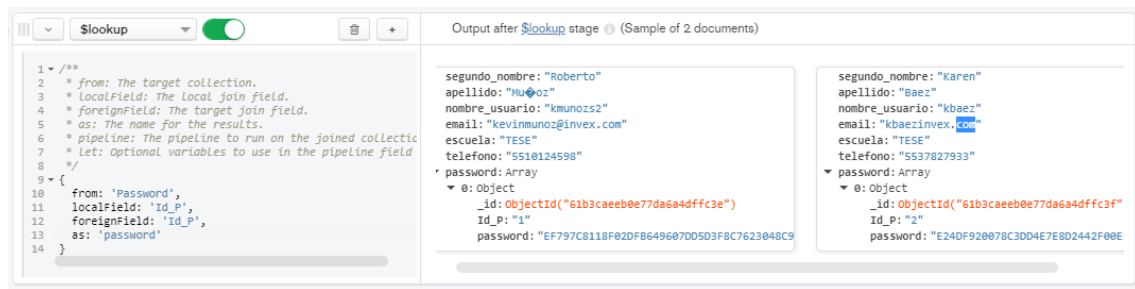 $lookup
+
Output after $lookup stage (Sample of 2 documents)
1 /**
2 * from: The target collection.
3 * localField: The local join field.
4 * foreignField: The target join field.
5 * as: The name for the results.
6 * pipeline: The pipeline to run on the joined collectic
7 * let: Optional variables to use in the pipeline field
8 */
9 {
10 from: 'Password',
11 localField: 'Id_P',
12 foreignField: 'Id_P',
13 as: 'password'
14 }
segundo_nombre: "Roberto"
apellido: "Mu�oz"
nombre_usuario: "kmunozs2"
email: "kevinmunoz@invex.com"
escuela: "TESE"
telefono: "5510124598"
password: Array
0: Object
_id: ObjectId("61b3caeeb0e77da6a4dffc3e")
Id_P: "1"
password: "EF797C8118F02DFB649607DD5D3F8C7623048C9
segundo_nombre: "Karen"
apellido: "Baez"
nombre_usuario: "kbaez"
email: "kbaezinvex.com"
escuela: "TESE"
telefono: "5537827933"
password: Array
0: Object
_id: ObjectId("61b3caeeb0e77da6a4dffc3f"
Id_P: "2"
password: "E24DF920078C3DD4E7E8D2442F00E